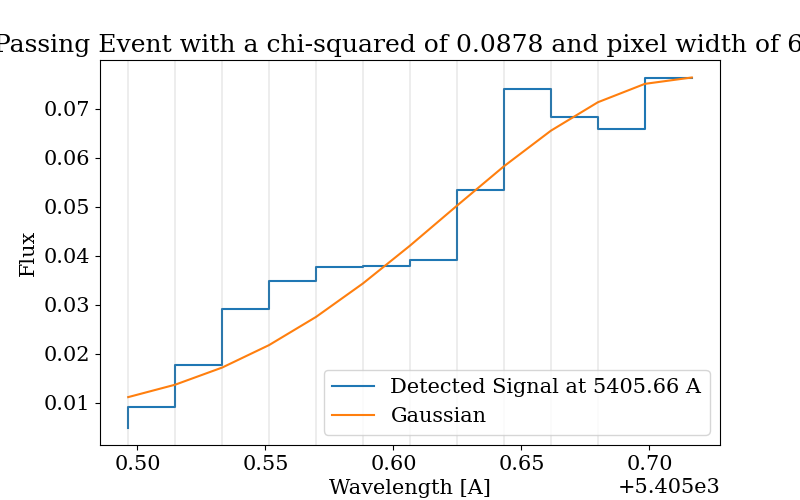 Passing Event with a chi-squared of 0.0878 and pixel width of 6
0.07
0.06
0.05
0.04
0.03
0.02
0.01
Flux
Detected Signal at 5405.66 A
Gaussian
0.50 0.55 0.60 0.65 0.70
Wavelength [A]
+5.405e3